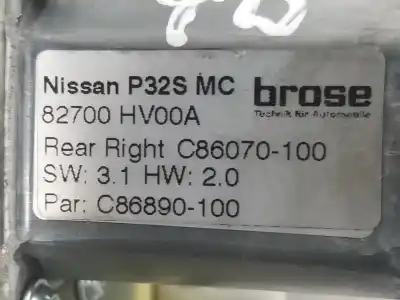 Nissan P32S MC
brose
82700 HV00A
Technik für Automobile
Rear Right C86070-100
SW: 3.1 HW: 2.0
Par: C86890-100